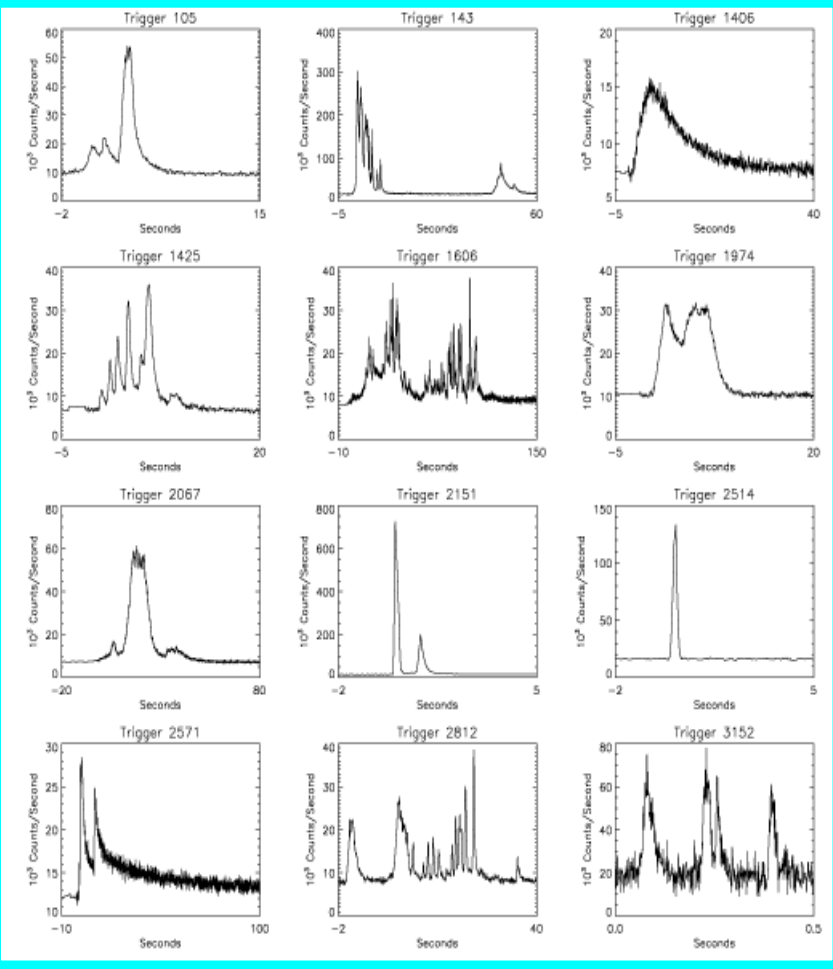 Trigger 105
10³ Counts/Second
60
50
40
30
20
10
0
-2
15
Seconds
Trigger 143
10³ Counts/Second
400
300
200
100
0
-5
60
Seconds
Trigger 1406
10³ Counts/Second
20
15
10
5
-5
40
Seconds
Trigger 1425
10³ Counts/Second
40
30
20
10
0
-5
20
Seconds
Trigger 1606
10³ Counts/Second
40
30
20
10
0
-10
150
Seconds
Trigger 1974
10³ Counts/Second
40
30
20
10
0
-5
20
Seconds
Trigger 2067
10³ Counts/Second
80
60
40
20
0
-20
80
Seconds
Trigger 2151
10³ Counts/Second
800
600
400
200
0
-2
5
Seconds
Trigger 2514
10³ Counts/Second
150
100
50
0
-2
5
Seconds
Trigger 2571
10³ Counts/Second
30
25
20
15
10
-10
100
Seconds
Trigger 2812
10³ Counts/Second
40
30
20
10
0
-2
40
Seconds
Trigger 3152
10³ Counts/Second
80
60
40
20
0
0.0
0.5
Seconds